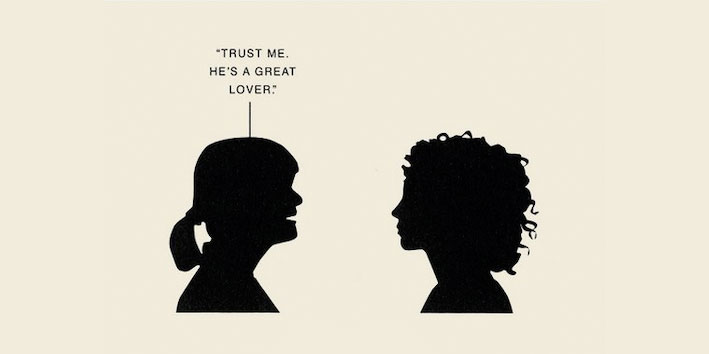 “TRUST ME.
HE’S A GREAT
LOVER.”